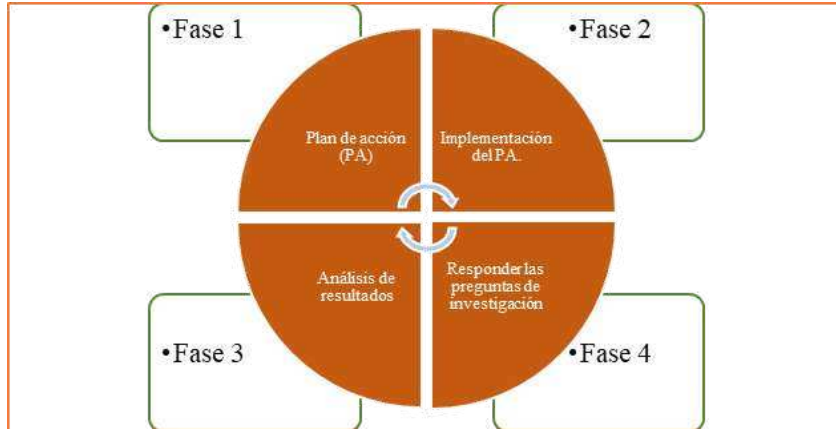 •Fase 1
•Fase 2
Plan de acción
(PA)
Implementación
del PA.
Análisis de
resultados
Responder las
preguntas de
investigación
•Fase 3
•Fase 4